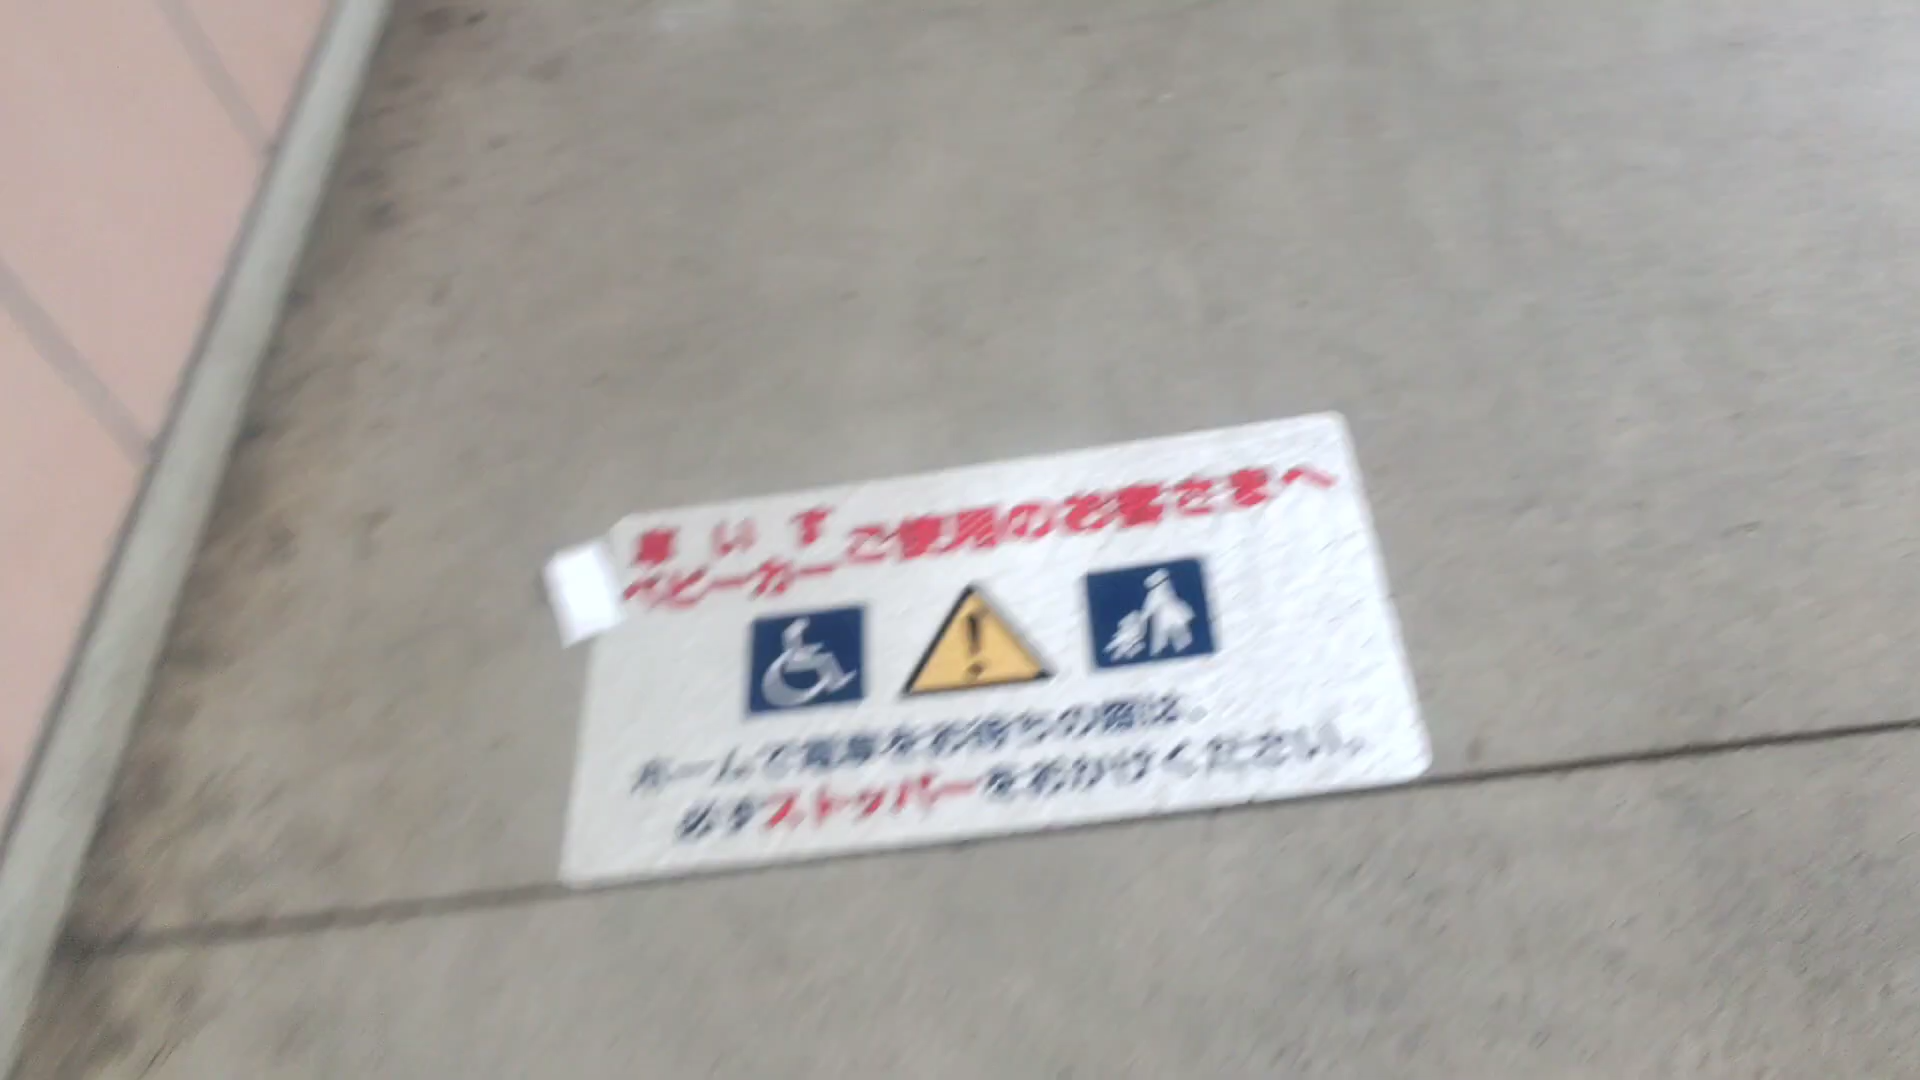 車いす
ベビーカー
ご使用のお客さまへ
ホームで電車をお待ちの際は、
必ずストッパーをおかけください。